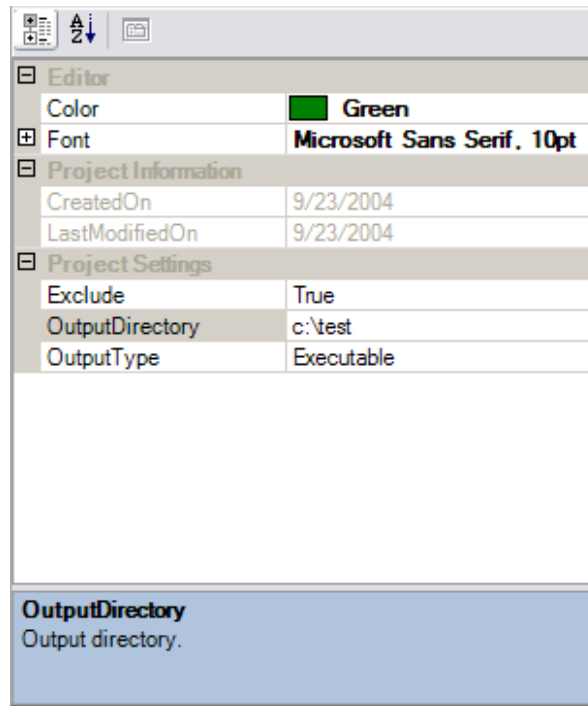 A
Z
Editor
Color Green
Font Microsoft Sans Serif, 10pt
Project Information
CreatedOn 9/23/2004
LastModifiedOn 9/23/2004
Project Settings
Exclude True
OutputDirectory c:\test
OutputType Executable
OutputDirectory
Output directory.